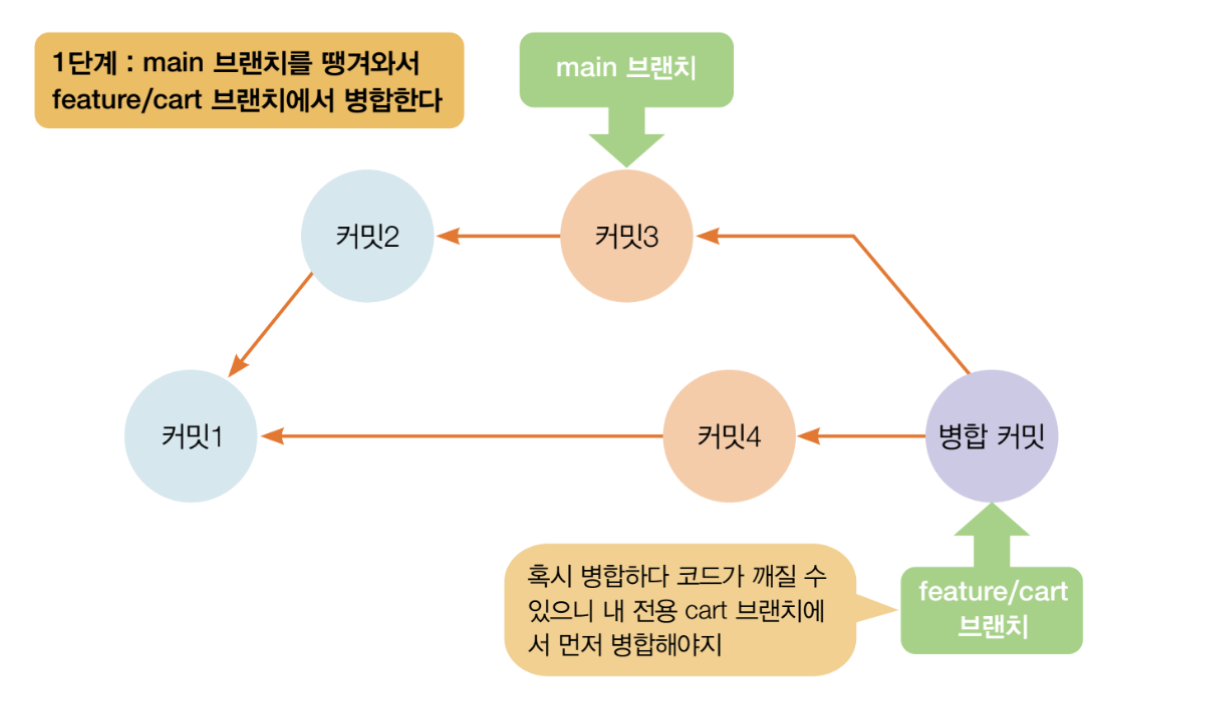 1단계 : main 브랜치를 땡겨와서
feature/cart 브랜치에서 병합한다
main 브랜치
커밋2
커밋3
커밋1
커밋4
병합 커밋
혹시 병합하다 코드가 깨질 수
있으니 내 전용 cart 브랜치에
서 먼저 병합해야지
feature/cart
브랜치